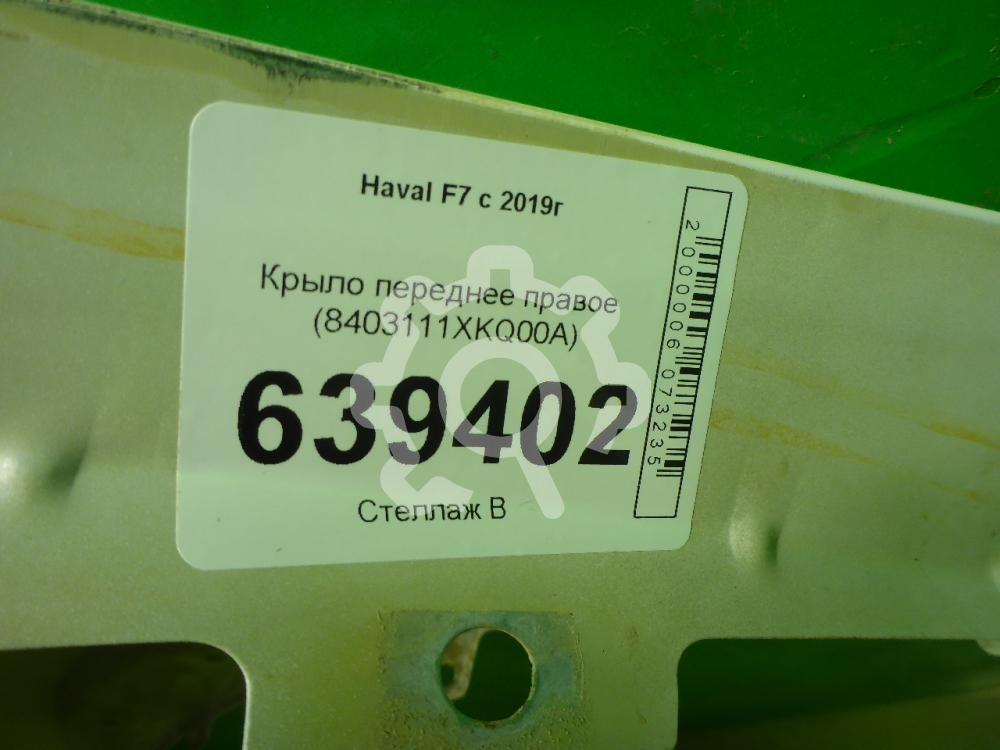 Haval F7 с 2019г
Крыло переднее правое
(8403111XKQ00A)
639402
Стеллаж В
2000006073235